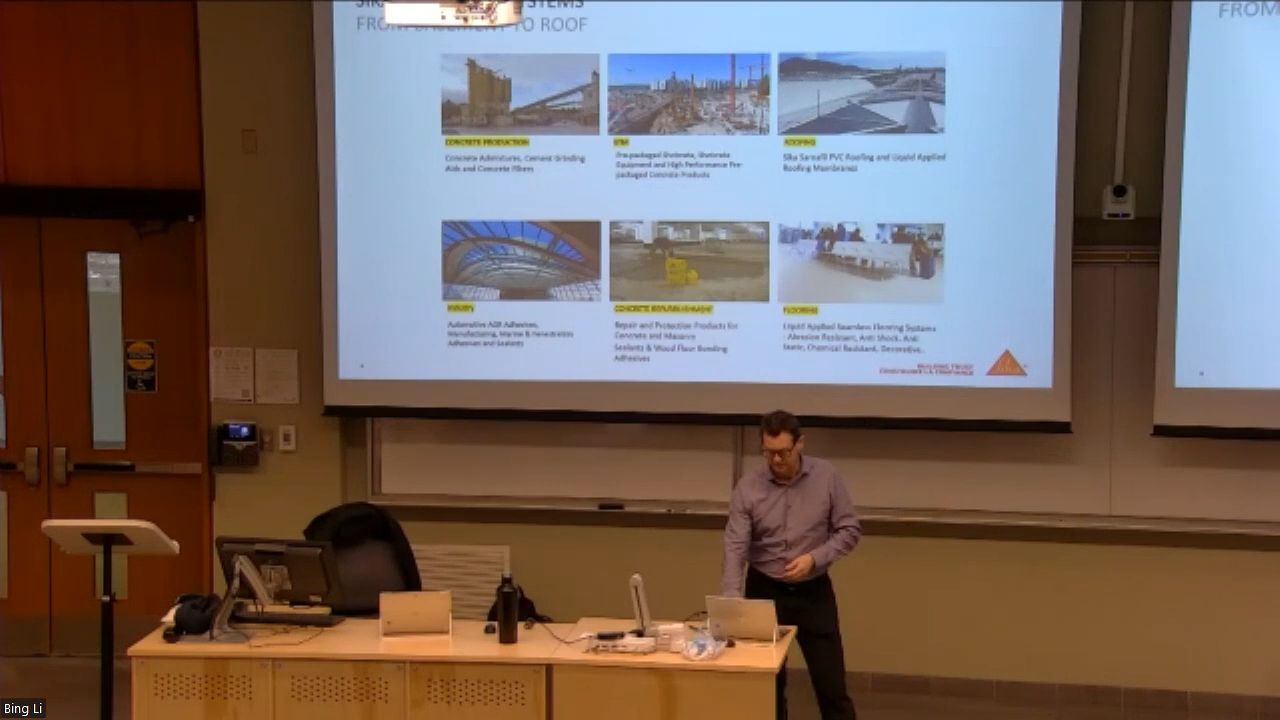 FROM BASEMENT TO ROOF
FROM
CONCRETE PRODUCTION
Concrete Admixtures, Cement Grinding
Aids and Concrete Fibers
Pre-packaged Shotcrete, Shotcrete
Equipment and High Performance Pre-
packaged Concrete Products
ROOFING
Sika Sarnafil PVC Roofing and Liquid Applied
Roofing Membranes
Industry
Automotive AGR Adhesives,
Manufacturing, Marine & Fenestration
Adhesives and Sealants
CONCRETE REFURBISHMENT
Repair and Protection Products for
Concrete and Masonry
Sealants & Wood Floor Bonding
Adhesives
FLOORING
Liquid Applied Seamless Flooring Systems
- Abrasion Resistant, Anti Shock, Anti
Static, Chemical Resistant, Decorative..
BUILDING TRUST
Bing Li